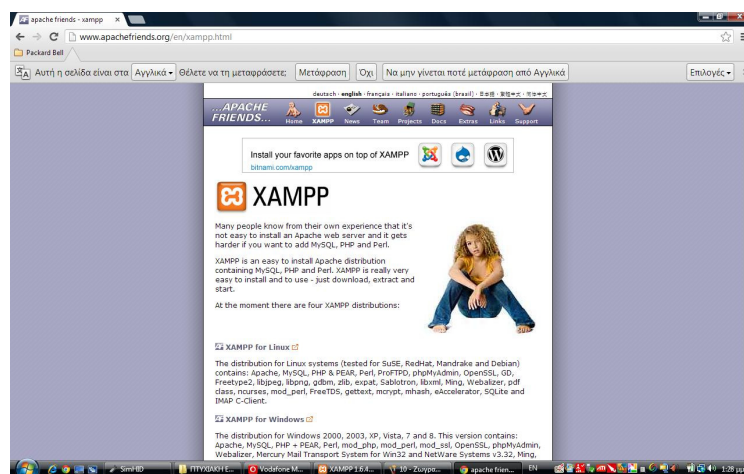 apache friends - xampp
www.apachefriends.org/en/xampp.html
Packard Bell
Αυτή η σελίδα είναι στα Αγγλικά Θέλετε να τη μεταφράσετε; Μετάφραση Όχι Να μην γίνεται ποτέ μετάφραση από Αγγλικά Επιλογές
deutsch · english · français · italiano · português (brasil) ·
...APACHE
FRIENDS...
Home XAMPP News Team Projects Docs Extras Links Support
Install your favorite apps on top of XAMPP
bitnami.com/xampp
XAMPP
Many people know from their own experience that it's
not easy to install an Apache web server and it gets
harder if you want to add MySQL, PHP and Perl.
XAMPP is an easy to install Apache distribution
containing MySQL, PHP and Perl. XAMPP is really very
easy to install and to use - just download, extract and
start.
At the moment there are four XAMPP distributions:
XAMPP for Linux
The distribution for Linux systems (tested for SuSE, RedHat, Mandrake and Debian)
contains: Apache, MySQL, PHP & PEAR, Perl, ProFTPD, phpMyAdmin, OpenSSL, GD,
Freetype2, libjpeg, libpng, gdbm, zlib, expat, Sablotron, libxml, Ming, Webalizer, pdf
class, ncurses, mod_perl, FreeTDS, gettext, mcrypt, mhash, eAccelerator, SQLite and
IMAP C-Client.
XAMPP for Windows
The distribution for Windows 2000, 2003, XP, Vista, 7 and 8. This version contains:
Apache, MySQL, PHP + PEAR, Perl, mod_php, mod_perl, mod_ssl, OpenSSL, phpMyAdmin,
Webalizer, Mercury Mail Transport System for Win32 and NetWare Systems v3.32, Ming,
SimHID ΠΤΥΧΙΑΚΗ Ε... Vodafone M... XAMPP 1.6.4... 10 - Ζωγρα... apache frien... EN 1:28 μμ